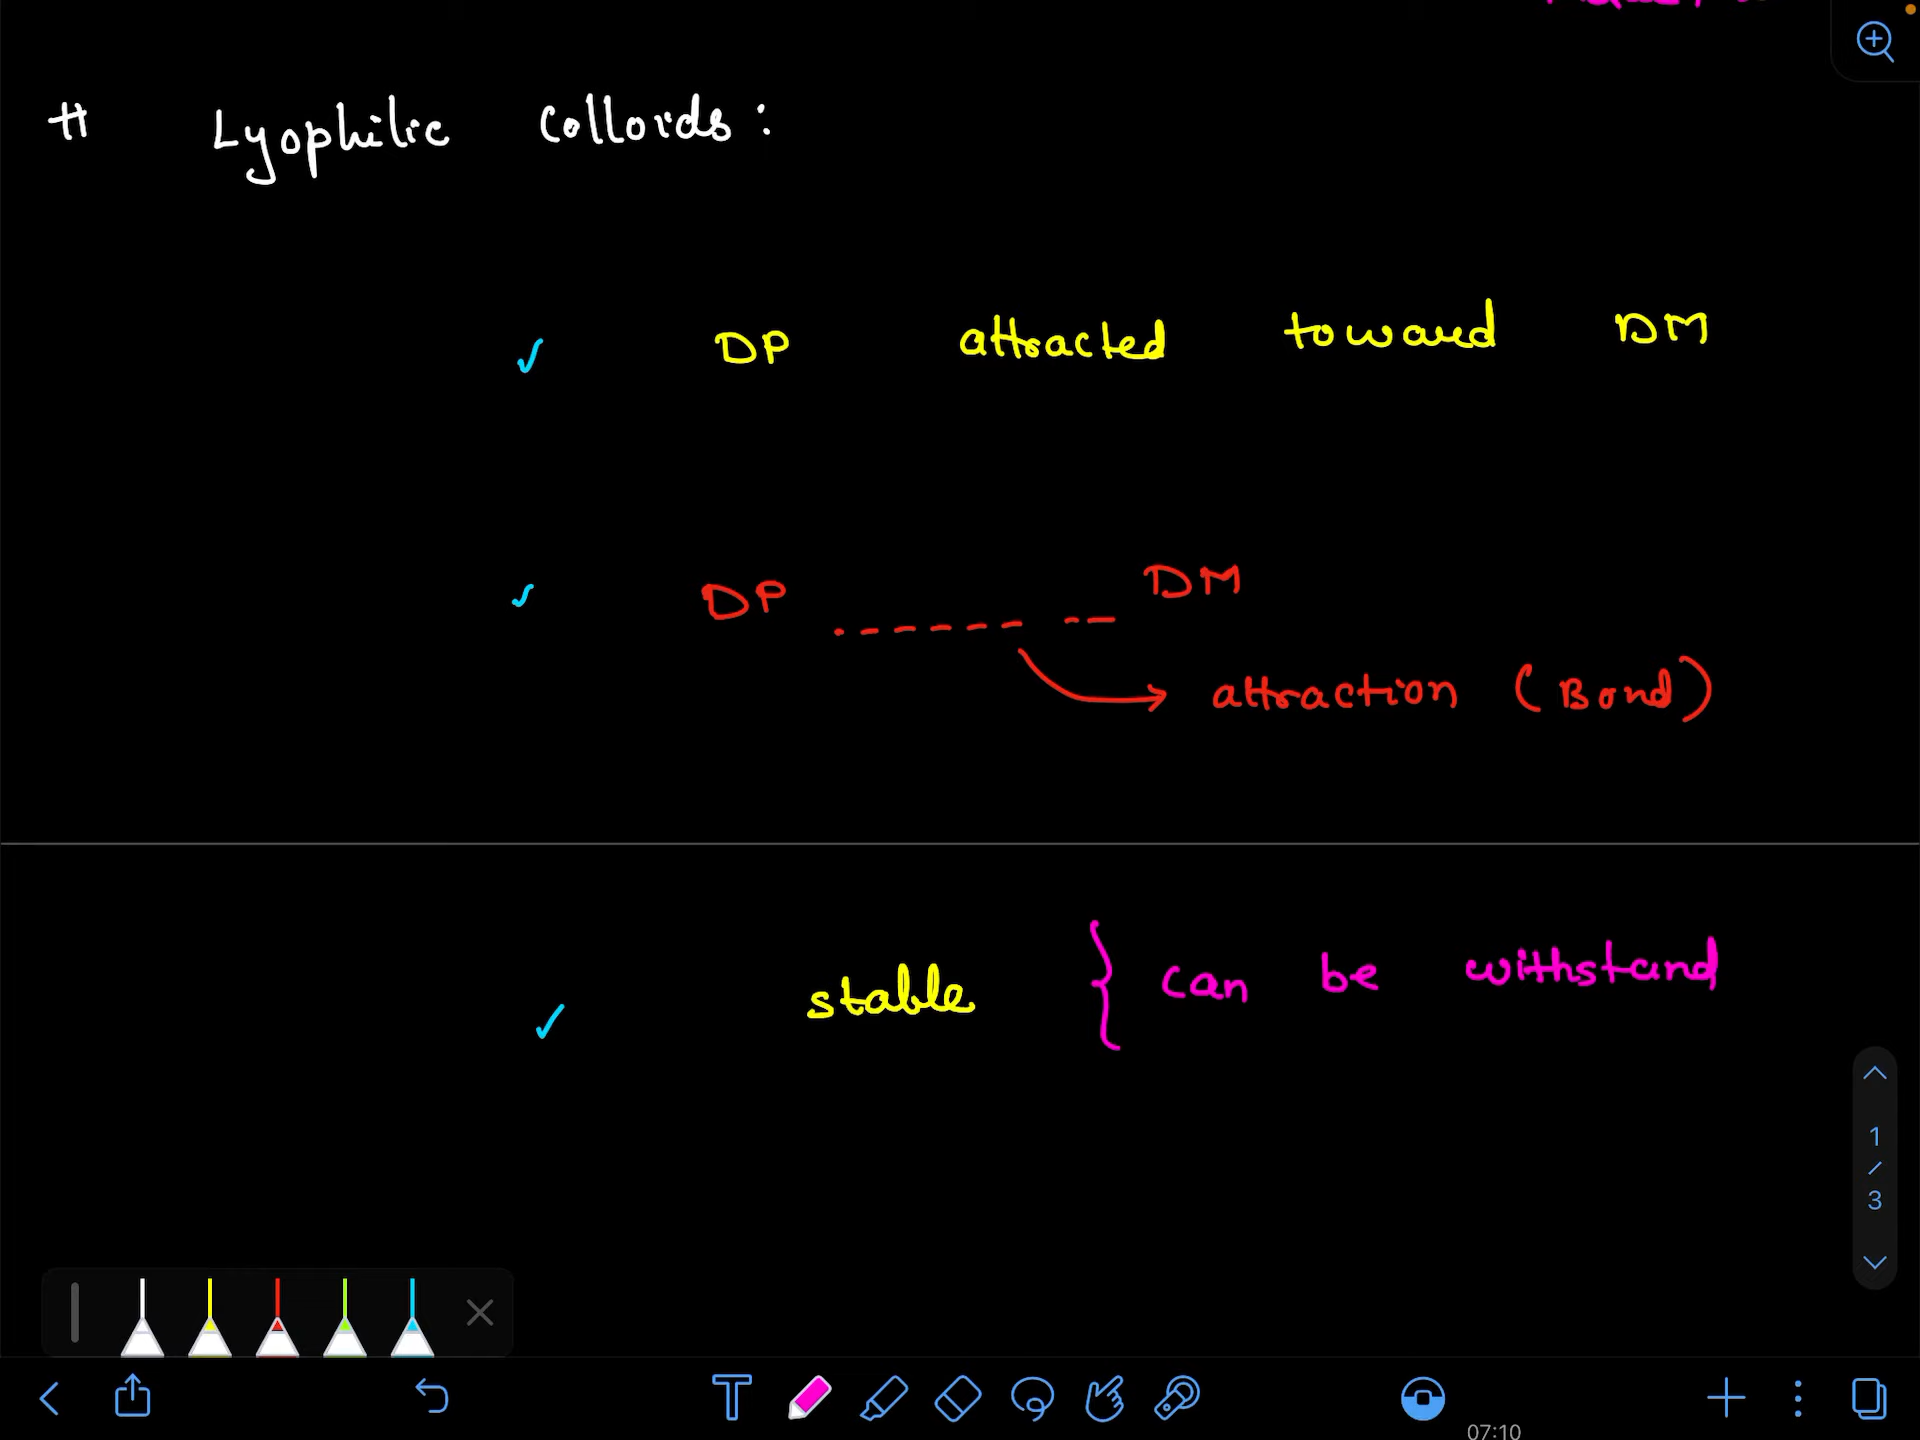 # Lyophilic Colloids :
✓ DP attracted toward DM
✓ DP ------- -- DM
→ attraction (Bond)
✓ stable { can be withstand
1
/
3
07:10